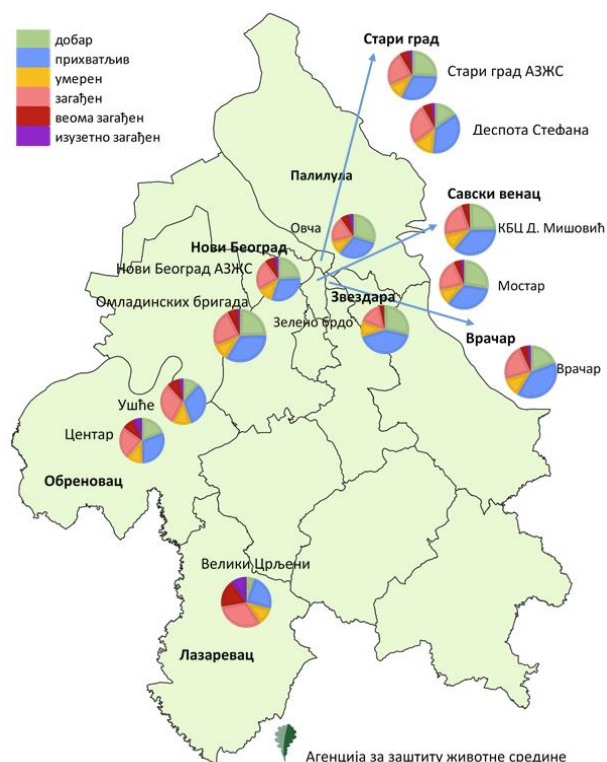 добар
прихватљив
умерен
загађен
веома загађен
изузетно загађен
Стари град
Стари град АЗЖС
Деспота Стефана
Палилула
Савски венац
Овча
КБЦ Д. Мишовић
Нови Београд
Нови Београд АЗЖС
Мостар
Звездара
Омладинских бригада
Зелено брдо
Врачар
Врачар
Ушће
Центар
Обреновац
Велики Црљени
Лазаревац
Агенција за заштиту животне средине